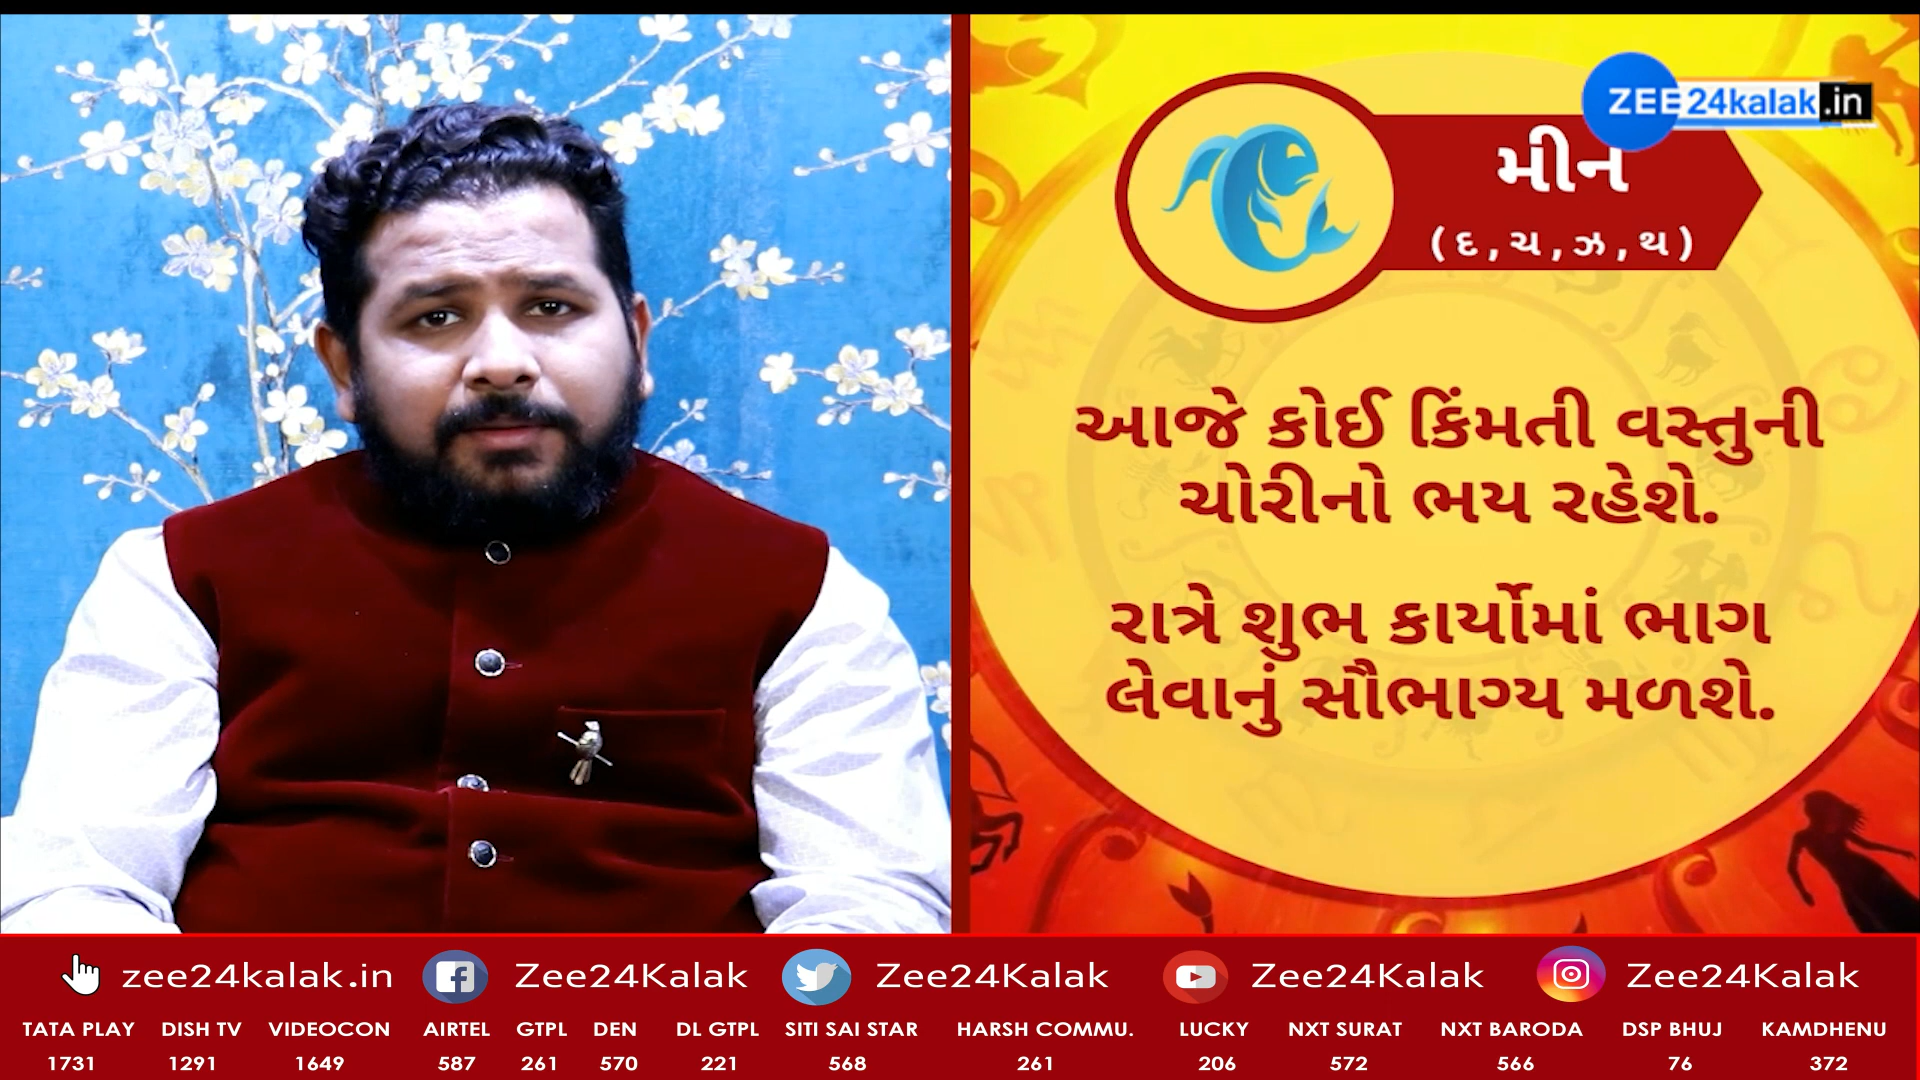 ZEE24kalak.in
મીન
( દ , ચ , ઝ , થ )
આજે કોઈ કિંમતી વસ્તુની
ચોરીનો ભય રહેશે.
રાત્રે શુભ કાર્યોમાં ભાગ
લેવાનું સૌભાગ્ય મળશે.
zee24kalak.in Zee24Kalak Zee24Kalak Zee24Kalak Zee24Kalak
TATA PLAY DISH TV VIDEOCON AIRTEL GTPL DEN DL GTPL SITI SAI STAR HARSH COMMU. LUCKY NXT SURAT NXT BARODA DSP BHUJ KAMDHENU
1731 1291 1649 587 261 570 221 568 261 206 572 566 76 372